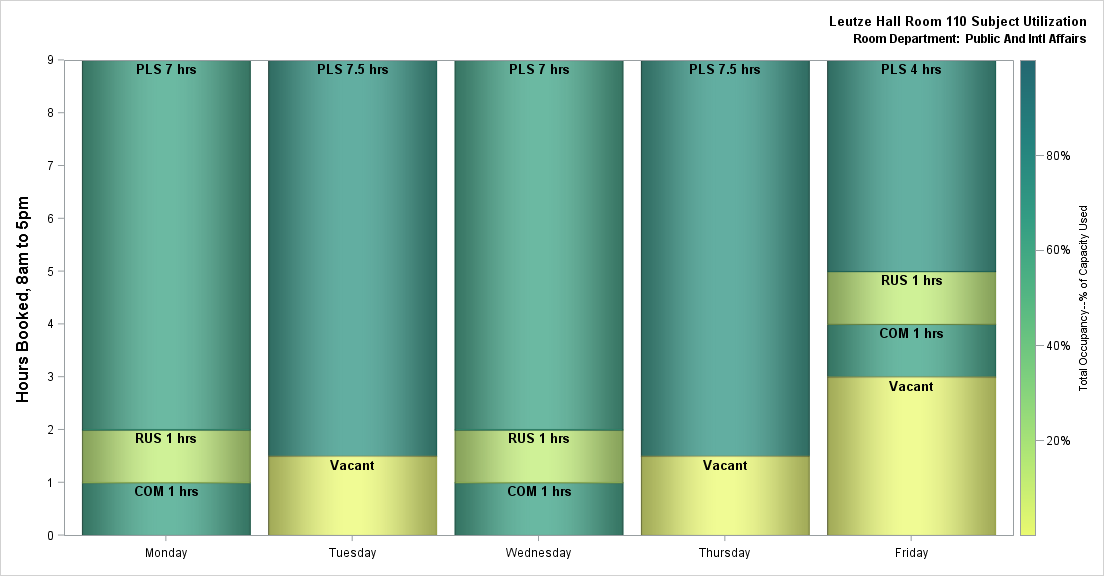 Leutze Hall Room 110 Subject Utilization
Room Department: Public And Intl Affairs
Hours Booked, 8am to 5pm
9
8
7
6
5
4
3
2
1
0
PLS 7 hrs
RUS 1 hrs
COM 1 hrs
PLS 7.5 hrs
Vacant
PLS 7 hrs
RUS 1 hrs
COM 1 hrs
PLS 7.5 hrs
Vacant
PLS 4 hrs
RUS 1 hrs
COM 1 hrs
Vacant
Monday
Tuesday
Wednesday
Thursday
Friday
80%
60%
40%
20%
Total Occupancy--% of Capacity Used